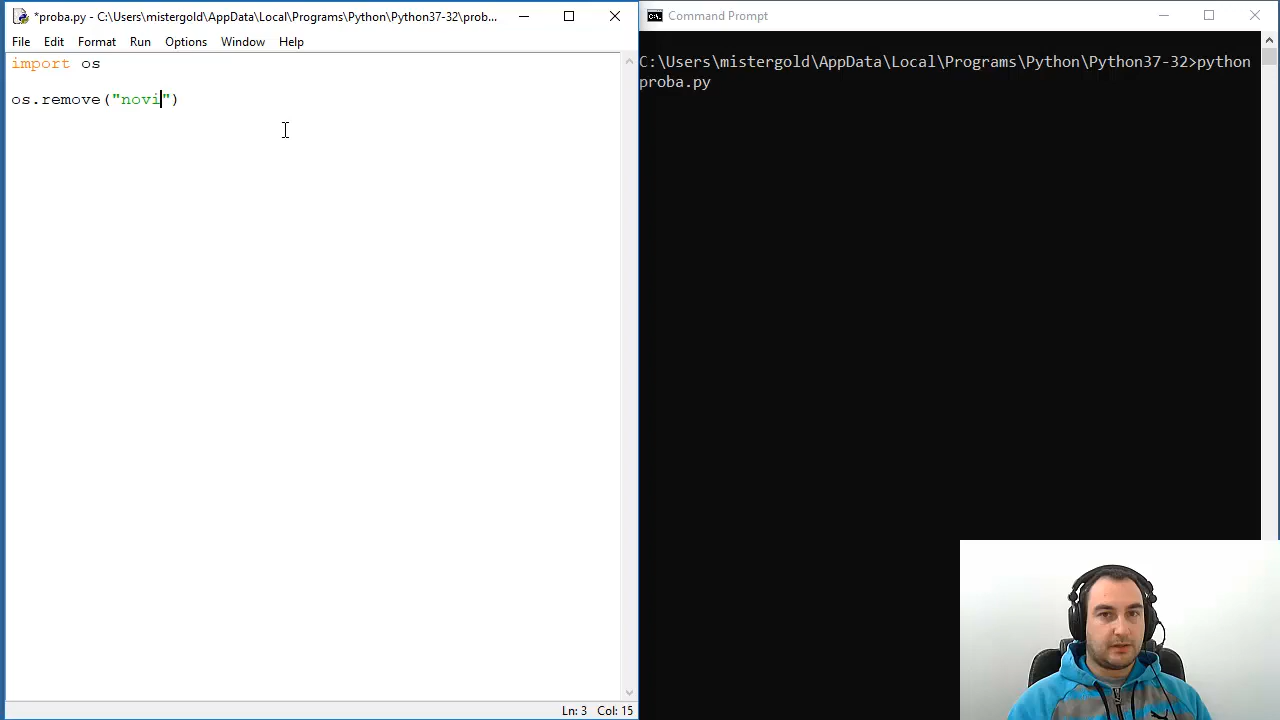 *proba.py - C:\Users\mistergold\AppData\Local\Programs\Python\Python37-32\prob...
File Edit Format Run Options Window Help
import os
os.remove("novi")
Ln: 3 Col: 15
Command Prompt
C:\Users\mistergold\AppData\Local\Programs\Python\Python37-32>python
proba.py